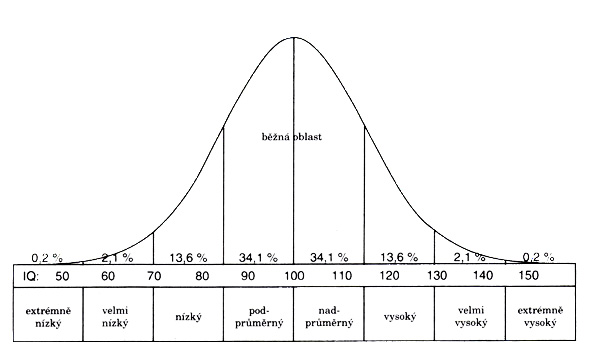 běžná oblast
0,2 % 2,1 % 13,6 % 34,1 % 34,1 % 13,6 % 2,1 % 0,2 %
IQ: 50 60 70 80 90 100 110 120 130 140 150
extrémně nízký
velmi nízký
nízký
pod-
průměrný
nad-
průměrný
vysoký
velmi vysoký
extrémně vysoký